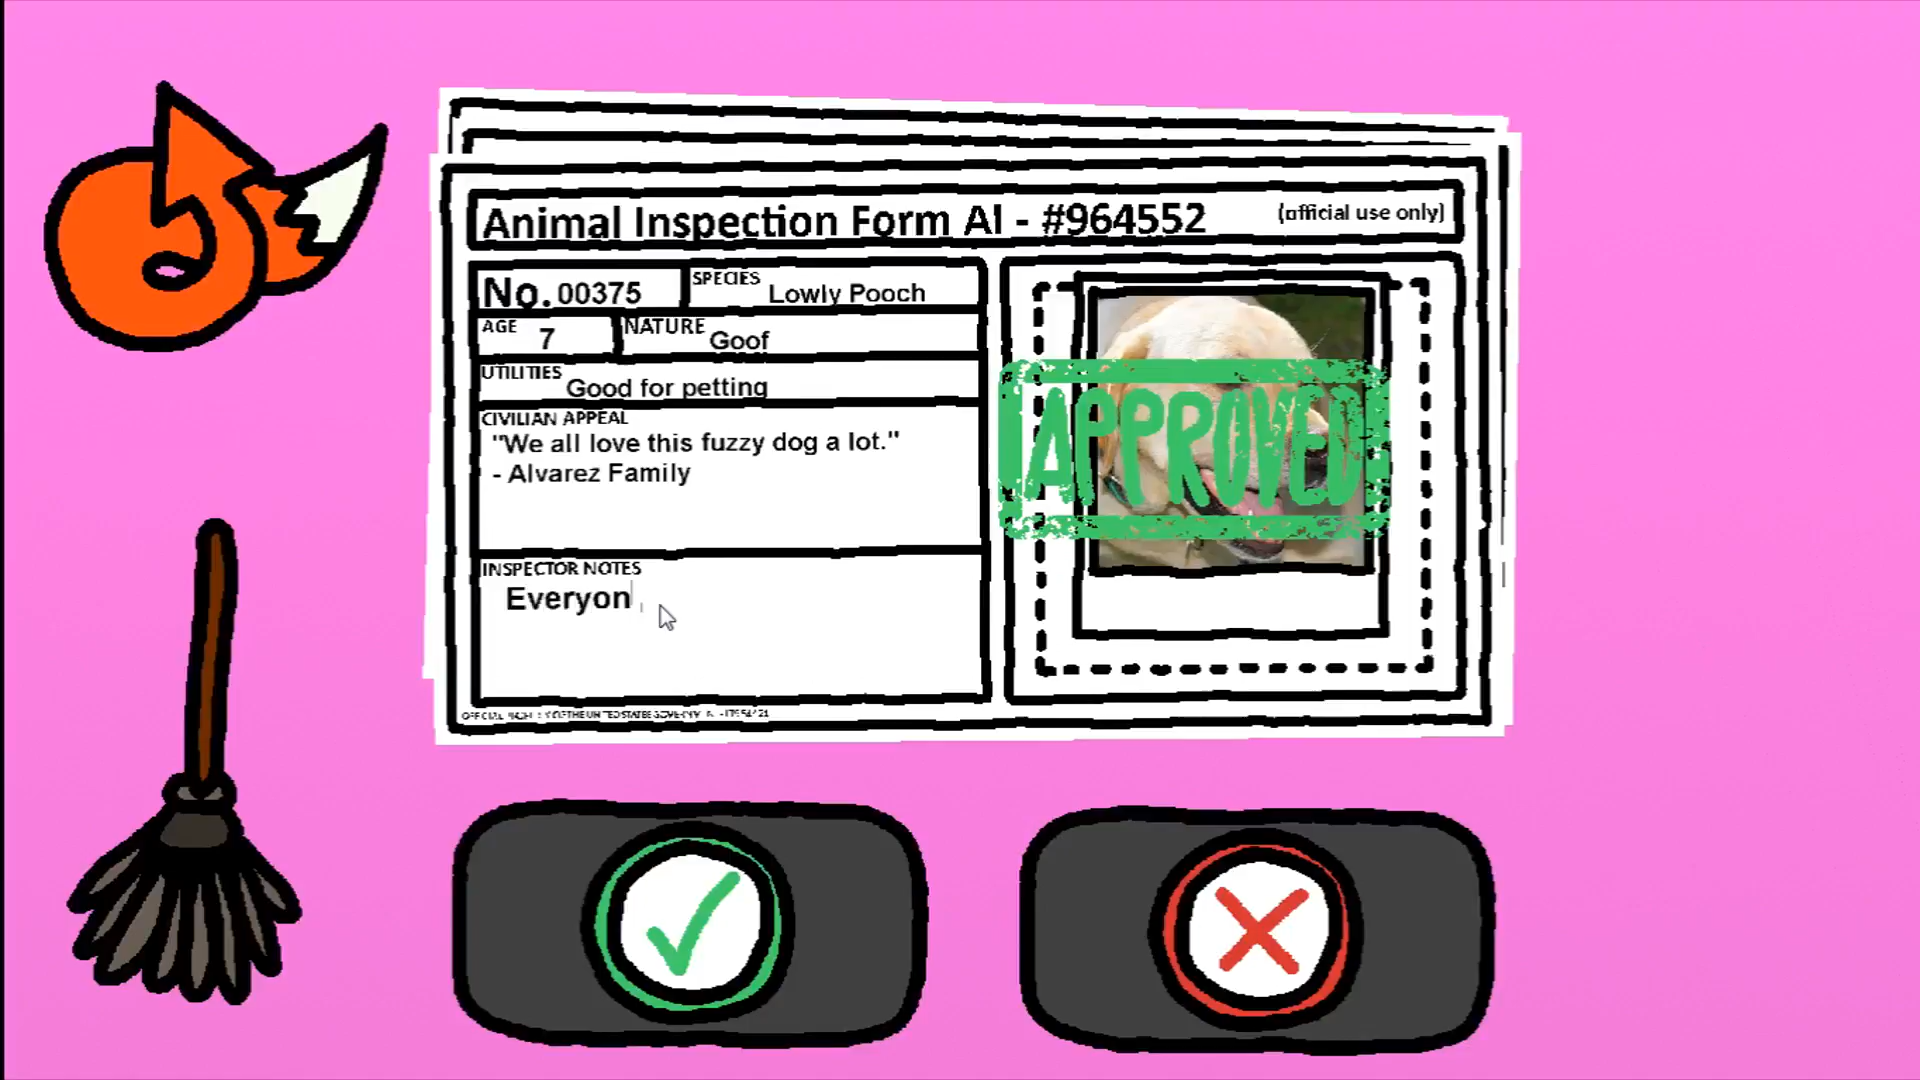 Animal Inspection Form AI - #964552 (official use only)
No. 00375 SPECIES Lowly Pooch
AGE 7 NATURE Goof
UTILITIES Good for petting
CIVILIAN APPEAL
"We all love this fuzzy dog a lot."
- Alvarez Family
INSPECTOR NOTES
Everyon
APPROVED